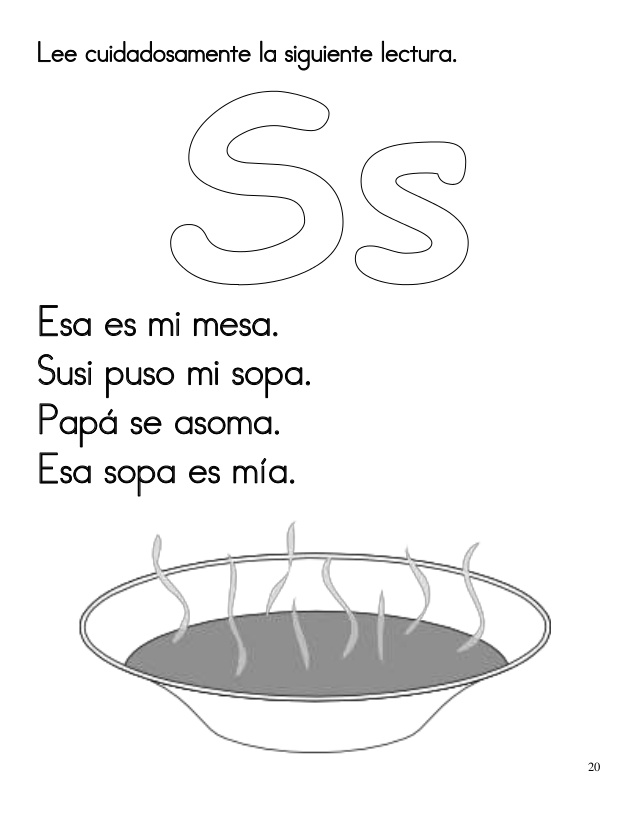 Lee cuidadosamente la siguiente lectura.
Ss
Esa es mi mesa.
Susi puso mi sopa.
Papá se asoma.
Esa sopa es mía.
20